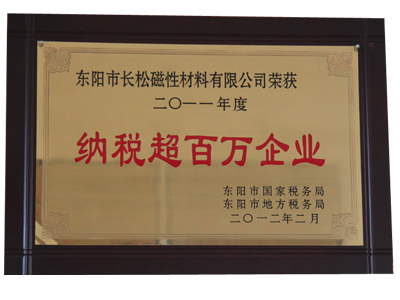 东阳市长松磁性材料有限公司荣获
二〇一一年度
纳税超百万企业
东阳市国家税务局
东阳市地方税务局
二〇一二年二月